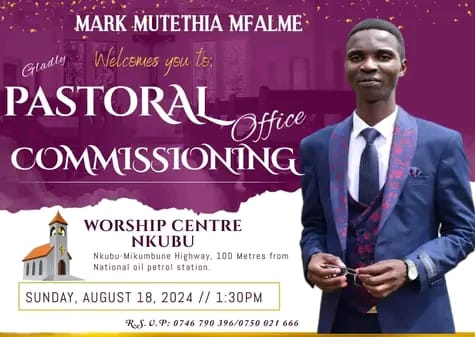 MARK MUTETHIA MFALME
Gladly
Welcomes you to;
PASTORAL
Office
COMMISSIONING
WORSHIP CENTRE
NKUBU
Nkubu-Mikumbune Highway, 100 Metres from
National oil petrol station.
SUNDAY, AUGUST 18, 2024 // 1:30PM
R.S.V.P: 0746 790 396/0750 021 666